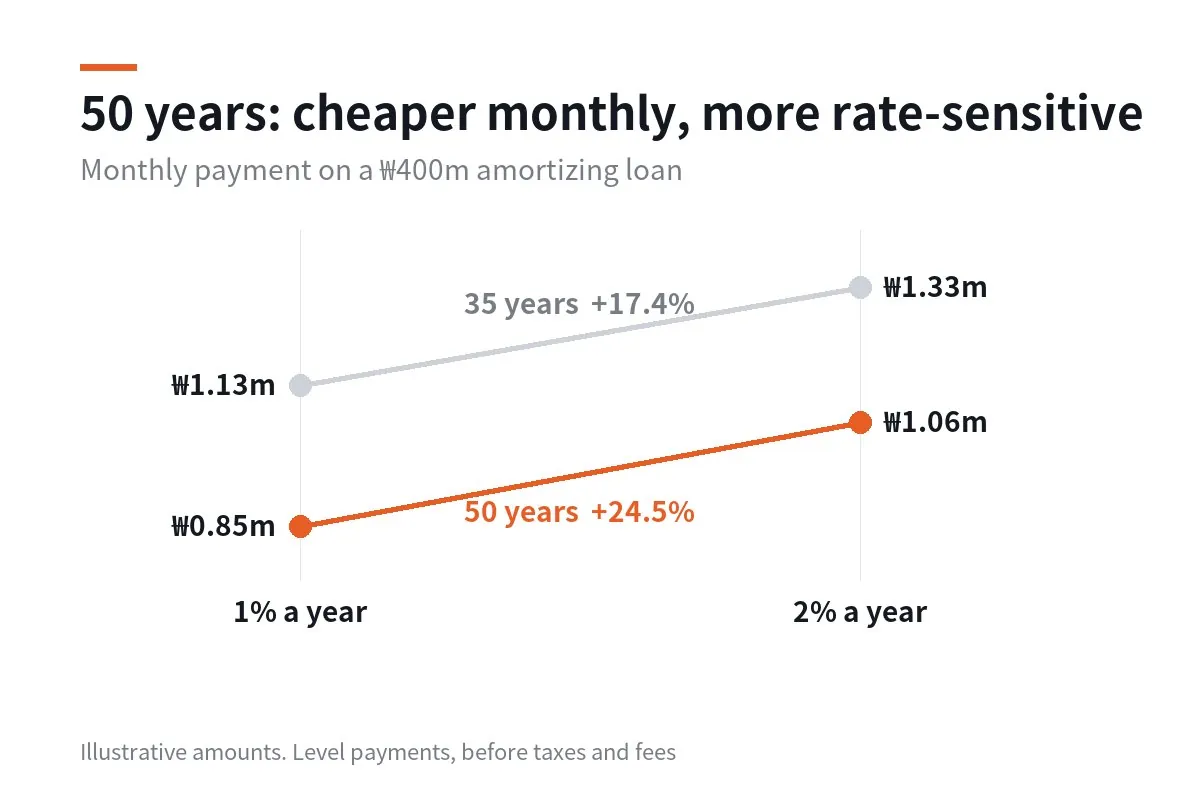 50 years: cheaper monthly, more rate-sensitive
Monthly payment on a ₩400m amortizing loan
35 years +17.4%
₩1.33m
₩1.13m
₩1.06m
50 years +24.5%
₩0.85m
1% a year
2% a year
Illustrative amounts. Level payments, before taxes and fees